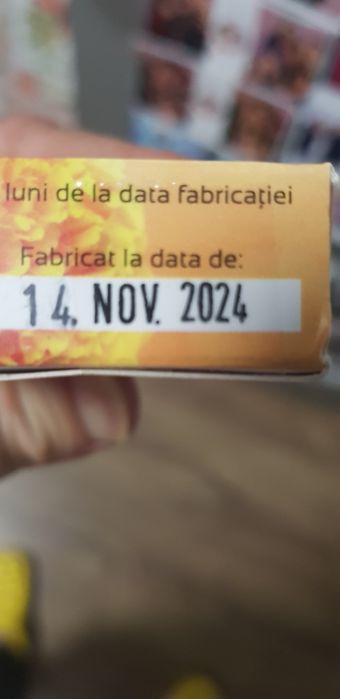 luni de la data fabricației
Fabricat la data de:
14. NOV. 2024